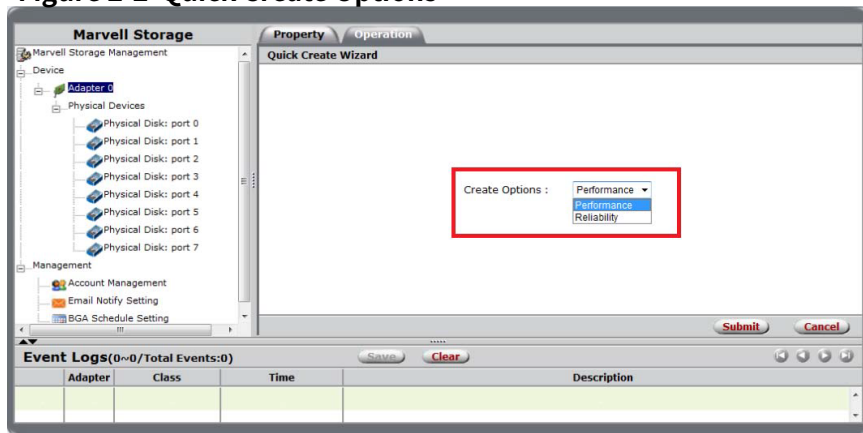 Marvell Storage
Property
Operation
Marvell Storage Management
Quick Create Wizard
Device
Adapter 0
Physical Devices
Physical Disk: port 0
Physical Disk: port 1
Physical Disk: port 2
Physical Disk: port 3
Physical Disk: port 4
Physical Disk: port 5
Physical Disk: port 6
Physical Disk: port 7
Management
Account Management
Email Notify Setting
BGA Schedule Setting
Create Options :
Performance
Performance
Reliability
Submit
Cancel
Event Logs(0~0/Total Events:0)
Save
Clear
Adapter
Class
Time
Description